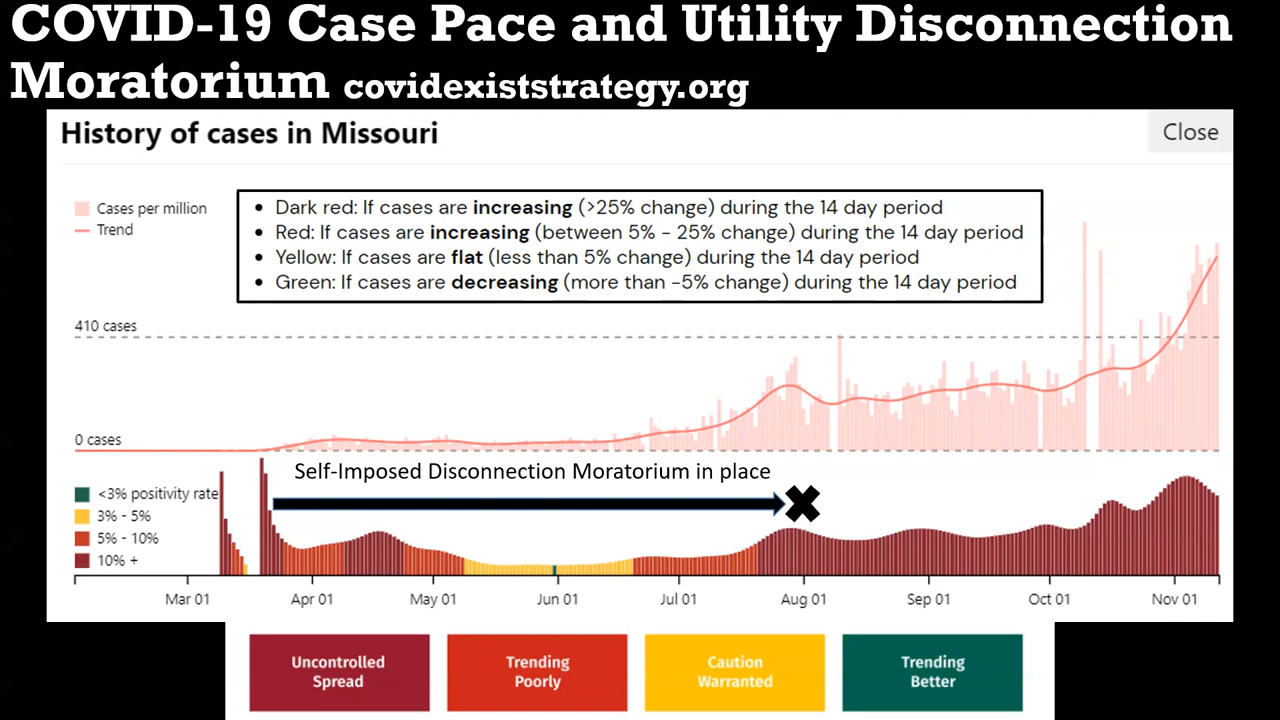 COVID-19 Case Pace and Utility Disconnection
Moratorium covidexiststrategy.org
History of cases in Missouri
Close
Cases per million
Trend
• Dark red: If cases are increasing (>25% change) during the 14 day period
• Red: If cases are increasing (between 5% - 25% change) during the 14 day period
• Yellow: If cases are flat (less than 5% change) during the 14 day period
• Green: If cases are decreasing (more than -5% change) during the 14 day period
410 cases
0 cases
Self-Imposed Disconnection Moratorium in place
<3% positivity rate
3% - 5%
5% - 10%
10% +
Mar 01 Apr 01 May 01 Jun 01 Jul 01 Aug 01 Sep 01 Oct 01 Nov 01
Uncontrolled
Spread
Trending
Poorly
Caution
Warranted
Trending
Better